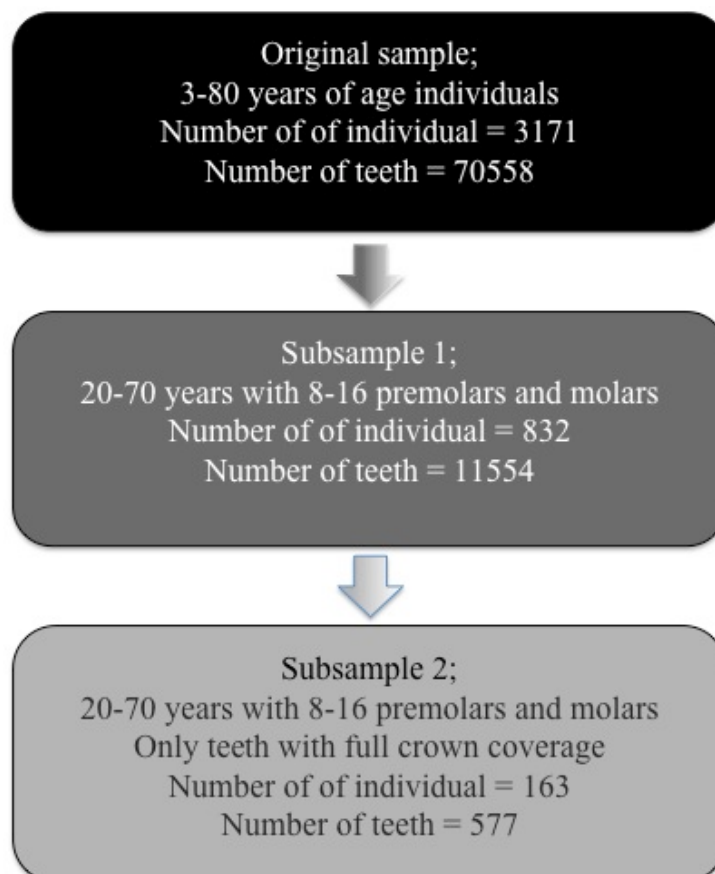 Original sample;
3-80 years of age individuals
Number of of individual = 3171
Number of teeth = 70558
Subsample 1;
20-70 years with 8-16 premolars and molars
Number of of individual = 832
Number of teeth = 11554
Subsample 2;
20-70 years with 8-16 premolars and molars
Only teeth with full crown coverage
Number of of individual = 163
Number of teeth = 577